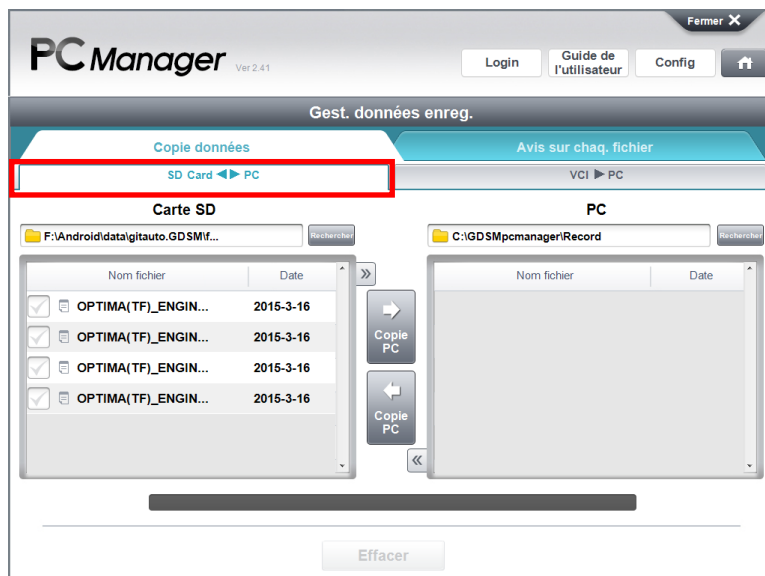 Fermer X
PC Manager Ver 2.41
Login
Guide de
l'utilisateur
Config
Gest. données enreg.
Copie données
Avis sur chaq. fichier
SD Card ◀▶ PC
VCI ▶ PC
Carte SD
PC
F:\Android\data\gitauto.GDSM\f...
Rechercher
C:\GDSMpcmanager\Record
Rechercher
Nom fichier
Date
Nom fichier
Date
OPTIMA(TF)_ENGIN... 2015-3-16
OPTIMA(TF)_ENGIN... 2015-3-16
OPTIMA(TF)_ENGIN... 2015-3-16
OPTIMA(TF)_ENGIN... 2015-3-16
Copie
PC
Copie
PC
Effacer